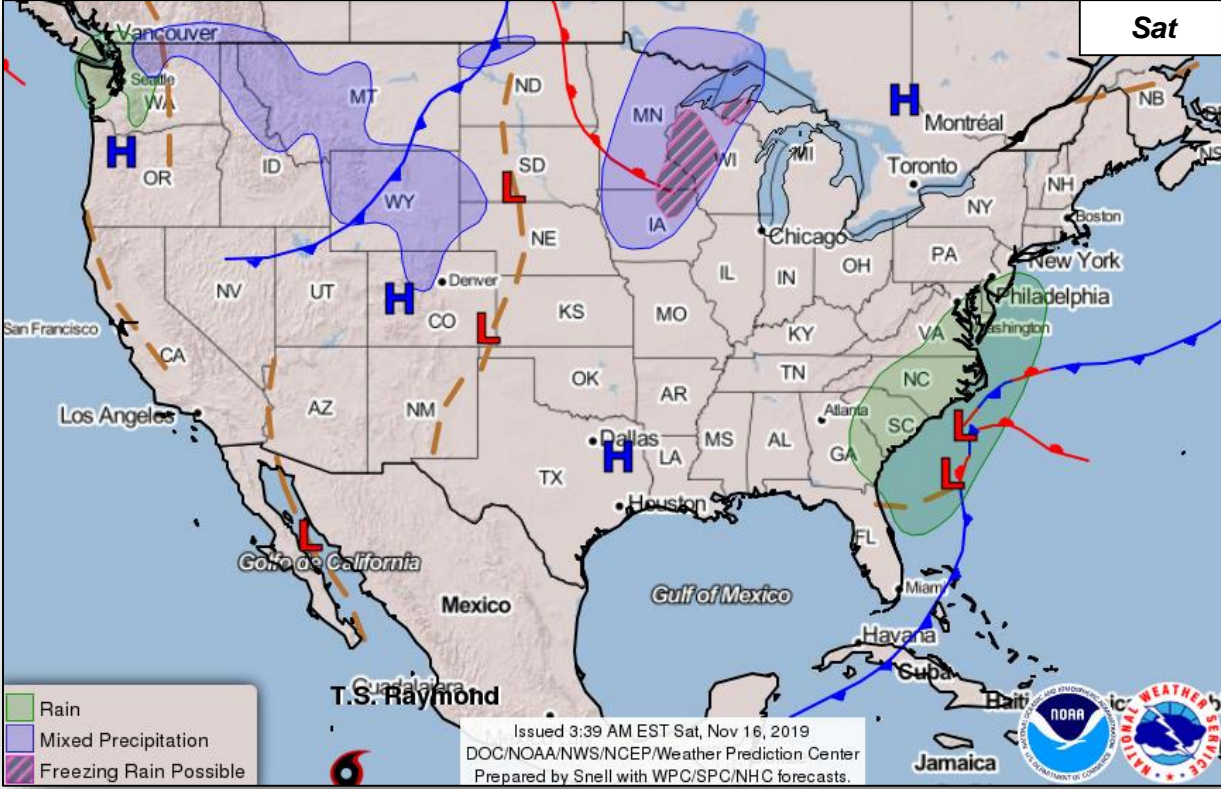 Sat
Vancouver
Seattle
WA
MT
ND
MN
NB
Montréal
OR
ID
SD
WI
MI
Toronto
NH
WY
IA
NY
Boston
NE
Chicago
PA
New York
NV
UT
Denver
IL
IN
OH
Philadelphia
San Francisco
CO
KS
MO
VA
Washington
CA
KY
NC
OK
TN
Los Angeles
AZ
NM
AR
Atlanta
SC
Dallas
MS
AL
GA
TX
LA
Houston
FL
Golfo de California
Mexico
Gulf of Mexico
Miami
Havana
Cuba
Guadalajara
T.S. Raymond
Haiti
Jamaica
H
H
H
H
L
L
L
L
L
Rain
Mixed Precipitation
Freezing Rain Possible
Issued 3:39 AM EST Sat, Nov 16, 2019
DOC/NOAA/NWS/NCEP/Weather Prediction Center
Prepared by Snell with WPC/SPC/NHC forecasts.
NOAA
NATIONAL WEATHER SERVICE